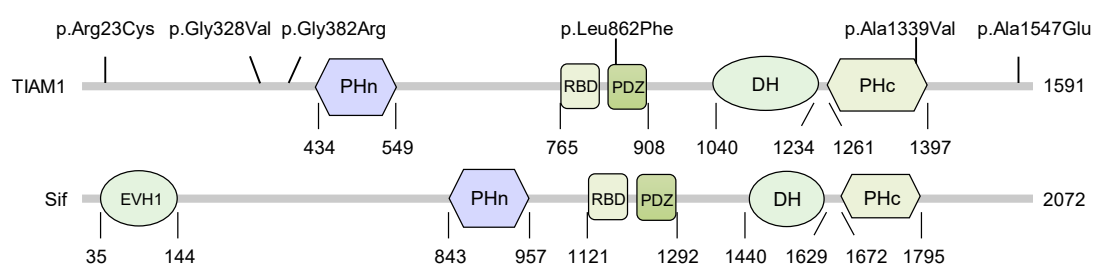 p.Arg23Cys p.Gly328Val p.Gly382Arg p.Leu862Phe p.Ala1339Val p.Ala1547Glu
TIAM1 PHn RBD PDZ DH PHc 1591
434 549 765 908 1040 1234 1261 1397
Sif EVH1 PHn RBD PDZ DH PHc 2072
35 144 843 957 1121 1292 1440 1629 1672 1795